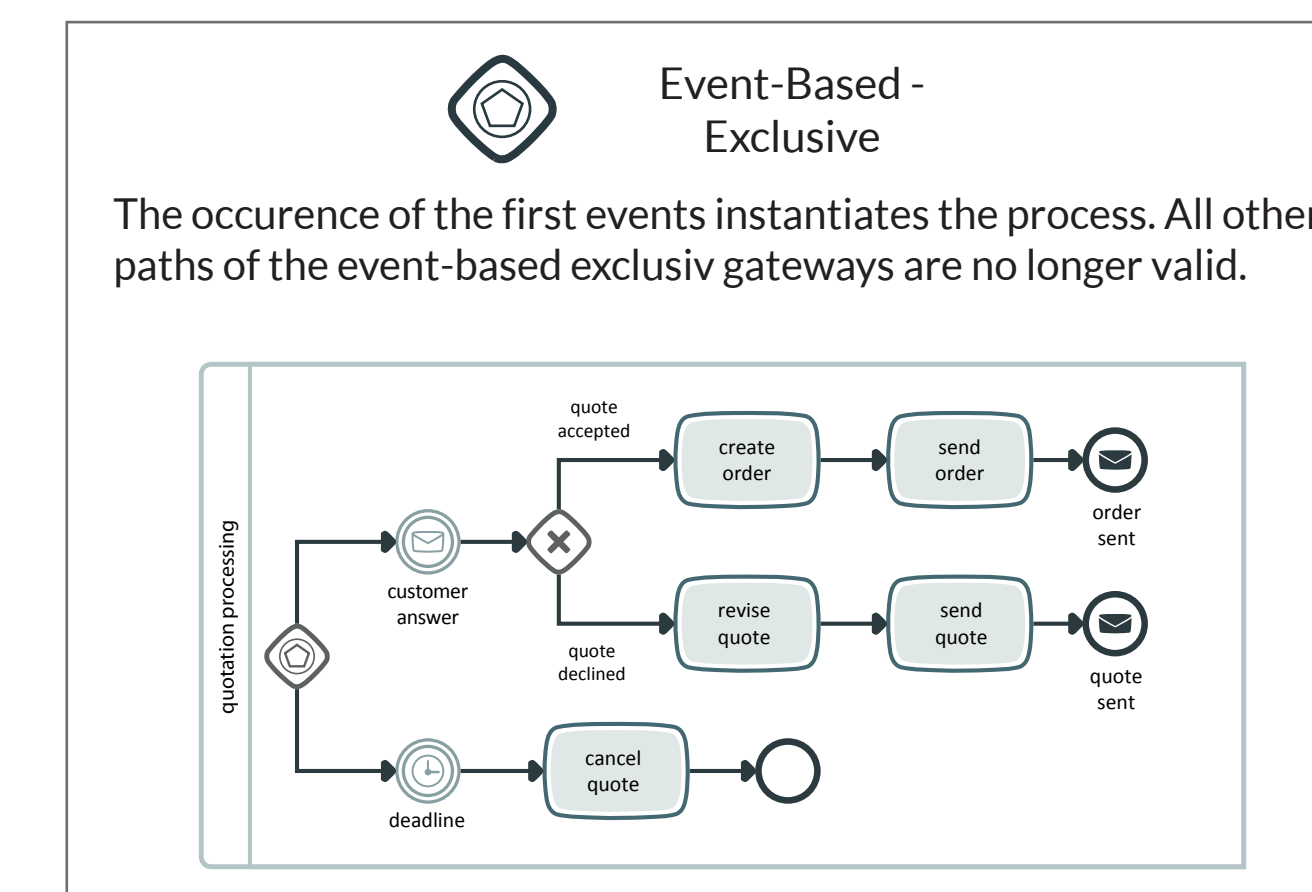 Event-Based -
Exclusive
The occurence of the first events instantiates the process. All other
paths of the event-based exclusiv gateways are no longer valid.
quotation processing
quote
accepted
create
order
send
order
order
sent
customer
answer
quote
declined
revise
quote
send
quote
quote
sent
deadline
cancel
quote